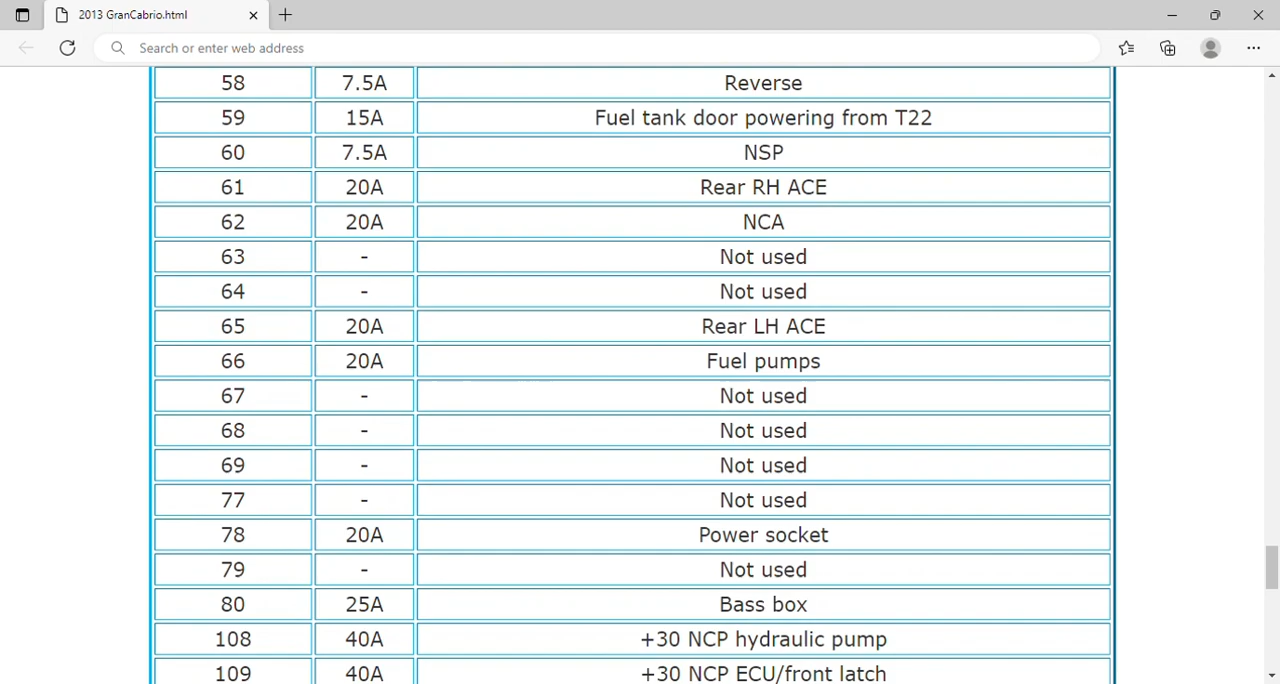 2013 GranCabrio.html
Search or enter web address
58 7.5A Reverse
59 15A Fuel tank door powering from T22
60 7.5A NSP
61 20A Rear RH ACE
62 20A NCA
63 - Not used
64 - Not used
65 20A Rear LH ACE
66 20A Fuel pumps
67 - Not used
68 - Not used
69 - Not used
77 - Not used
78 20A Power socket
79 - Not used
80 25A Bass box
108 40A +30 NCP hydraulic pump
109 40A +30 NCP ECU/front latch